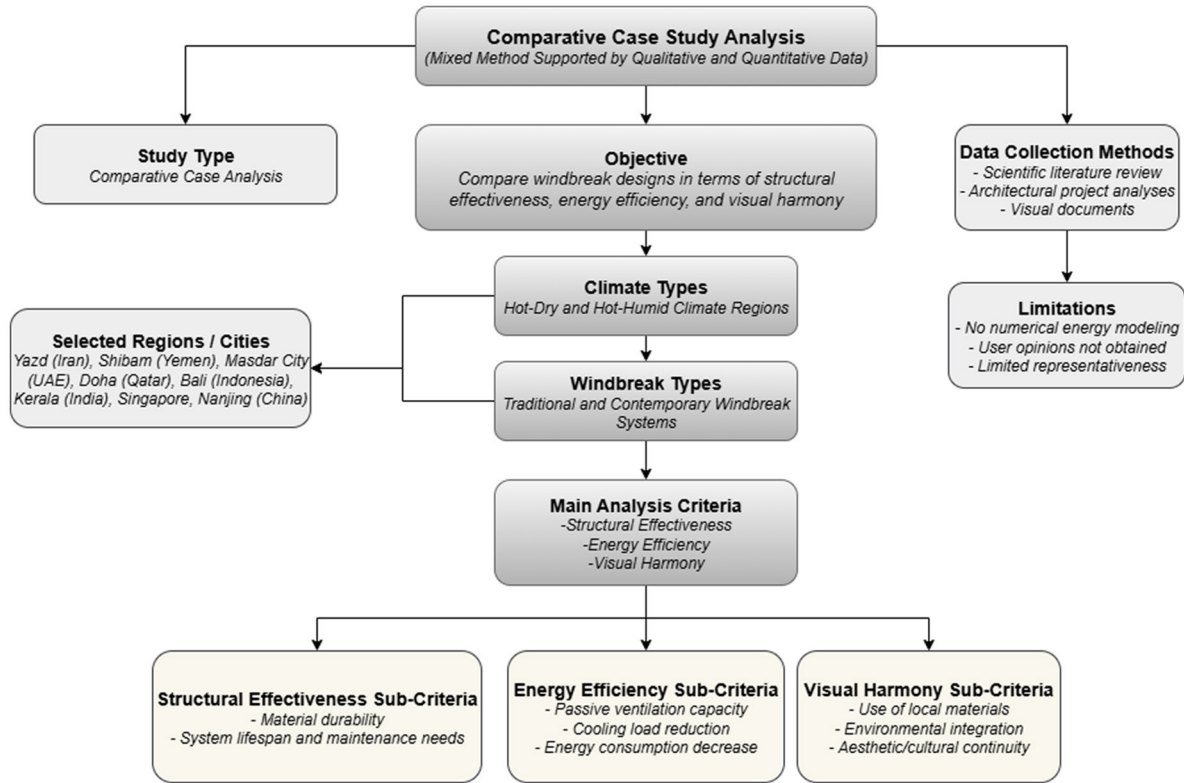 Comparative Case Study Analysis
(Mixed Method Supported by Qualitative and Quantitative Data)
Study Type
Comparative Case Analysis
Objective
Compare windbreak designs in terms of structural
effectiveness, energy efficiency, and visual harmony
Data Collection Methods
- Scientific literature review
- Architectural project analyses
- Visual documents
Climate Types
Hot-Dry and Hot-Humid Climate Regions
Limitations
- No numerical energy modeling
- User opinions not obtained
- Limited representativeness
Selected Regions / Cities
Yazd (Iran), Shibam (Yemen), Masdar City
(UAE), Doha (Qatar), Bali (Indonesia),
Kerala (India), Singapore, Nanjing (China)
Windbreak Types
Traditional and Contemporary Windbreak
Systems
Main Analysis Criteria
-Structural Effectiveness
-Energy Efficiency
-Visual Harmony
Structural Effectiveness Sub-Criteria
- Material durability
- System lifespan and maintenance needs
Energy Efficiency Sub-Criteria
- Passive ventilation capacity
- Cooling load reduction
- Energy consumption decrease
Visual Harmony Sub-Criteria
- Use of local materials
- Environmental integration
- Aesthetic/cultural continuity